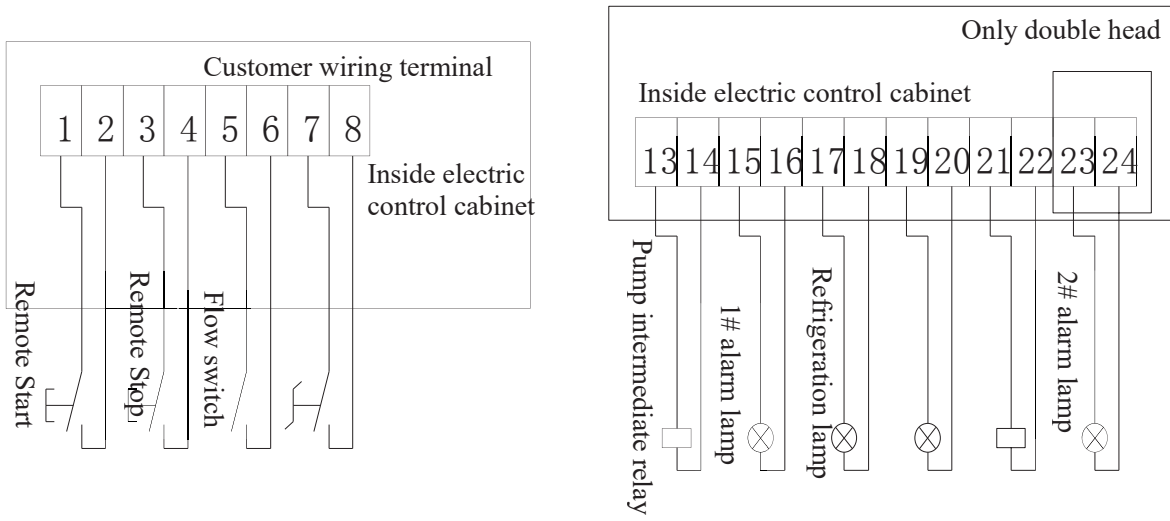 Customer wiring terminal
1 2 3 4 5 6 7 8
Inside electric
control cabinet
Remote Start
Remote Stop
Flow switch
Only double head
Inside electric control cabinet
13 14 15 16 17 18 19 20 21 22 23 24
Pump intermediate relay
1# alarm lamp
Refrigeration lamp
2# alarm lamp